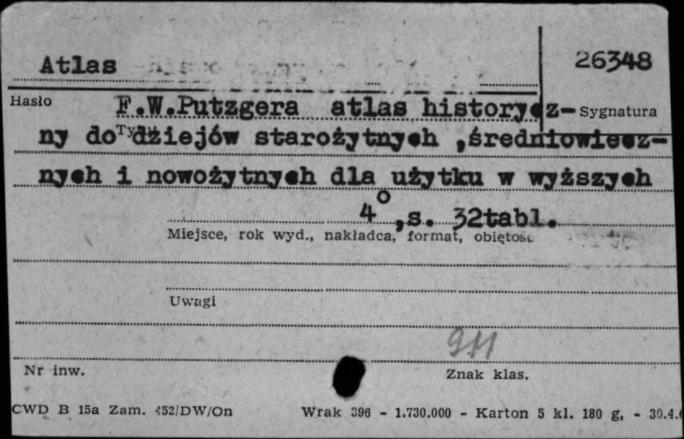 Atlas
26348
Hasło
F.W.Putzgera atlas historycz-
Sygnatura
ny do dziejów starożytnych ,średniowiecz-
nych i nowożytnych dla użytku w wyższych
4⁰,s. 32tabl.
Miejsce, rok wyd., nakładca, format, objętość
Uwagi
911
Nr inw.
Znak klas.
CWD B 15a Zam. 452/DW/On Wrak 396 - 1.730.000 - Karton 5 kl. 180 g, - 30.4.